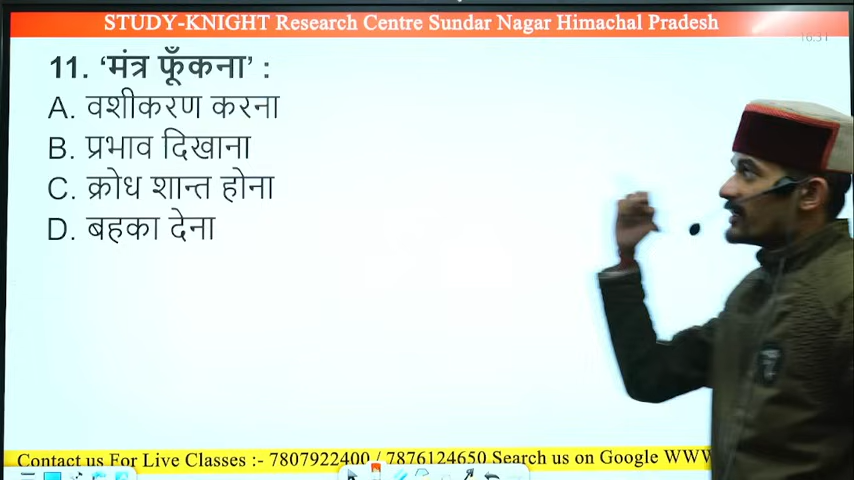 STUDY-KNIGHT Research Centre Sundar Nagar Himachal Pradesh
16:31
11. ‘मंत्र फूँकना’ :
A. वशीकरण करना
B. प्रभाव दिखाना
C. क्रोध शान्त होना
D. बहका देना
Contact us For Live Classes :- 7807922400 / 7876124650 Search us on Google WWW